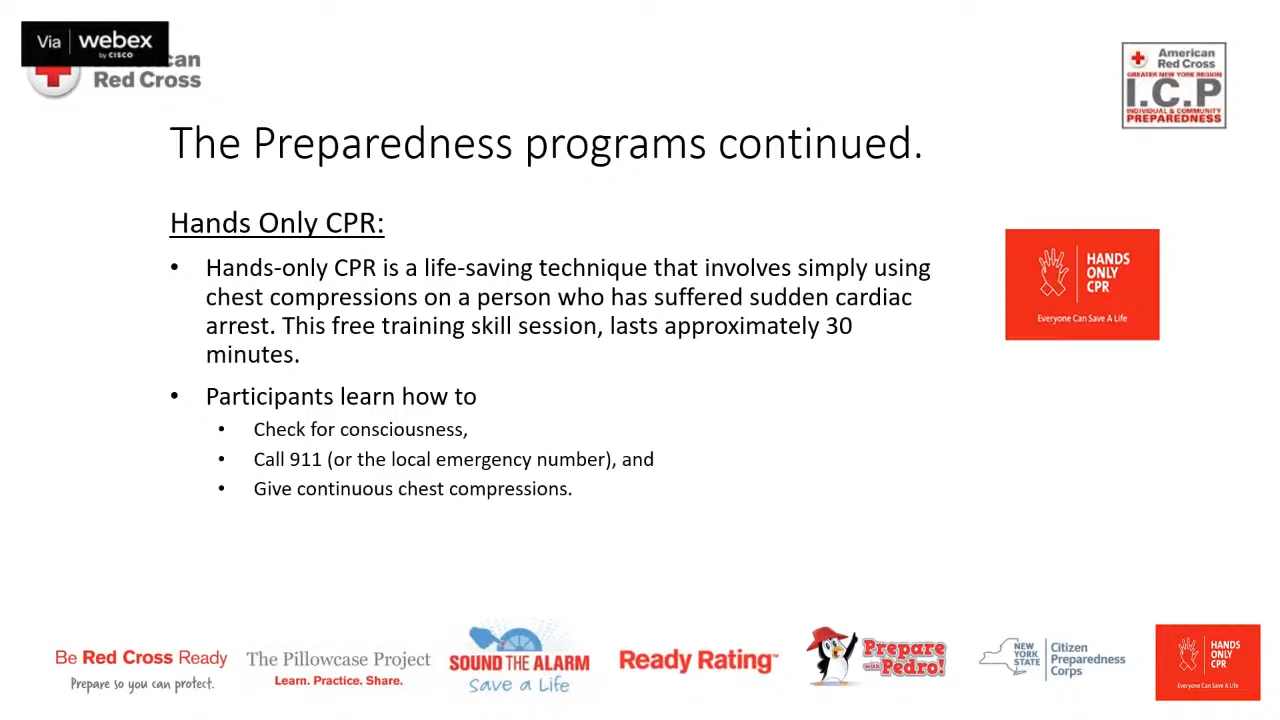 Via webex
by CISCO
Red Cross
American
Red Cross
GREATER NEW YORK REGION
I.C.P
INDIVIDUAL & COMMUNITY
PREPAREDNESS
The Preparedness programs continued.
Hands Only CPR:
• Hands-only CPR is a life-saving technique that involves simply using
chest compressions on a person who has suffered sudden cardiac
arrest. This free training skill session, lasts approximately 30
minutes.
• Participants learn how to
• Check for consciousness,
• Call 911 (or the local emergency number), and
• Give continuous chest compressions.
HANDS
ONLY
CPR
Everyone Can Save A Life
Be Red Cross Ready
Prepare so you can protect.
The Pillowcase Project
Learn. Practice. Share.
SOUND THE ALARM
Save a Life
Ready Rating™
Prepare
with Pedro!
NEW
YORK
STATE
Citizen
Preparedness
Corps
HANDS
ONLY
CPR
Everyone Can Save A Life